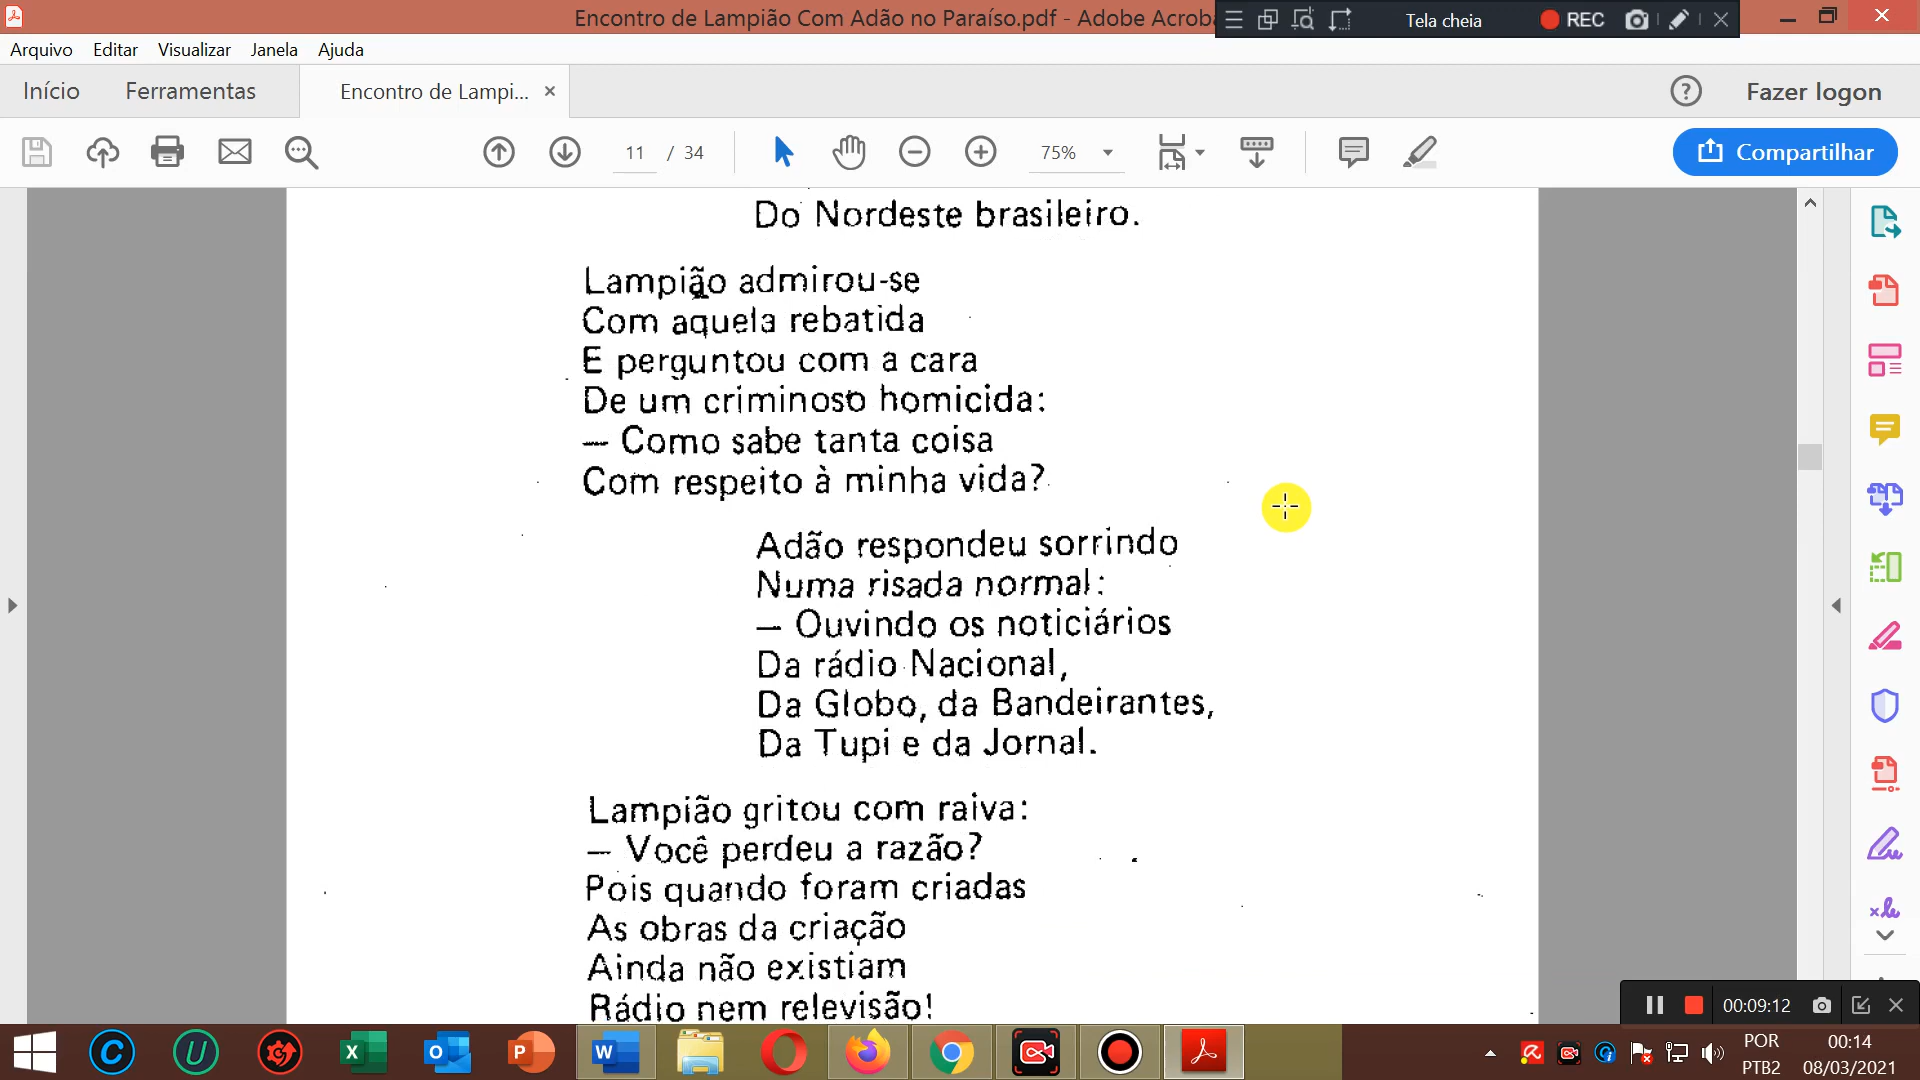 Encontro de Lampião Com Adão no Paraíso.pdf - Adobe Acroba
Tela cheia
REC
Arquivo Editar Visualizar Janela Ajuda
Início Ferramentas Encontro de Lampi... Fazer logon
11 / 34 75% Compartilhar
Do Nordeste brasileiro.
Lampião admirou-se
Com aquela rebatida
E perguntou com a cara
De um criminoso homicida:
— Como sabe tanta coisa
Com respeito à minha vida?
Adão respondeu sorrindo
Numa risada normal:
— Ouvindo os noticiários
Da rádio Nacional,
Da Globo, da Bandeirantes,
Da Tupi e da Jornal.
Lampião gritou com raiva:
— Você perdeu a razão?
Pois quando foram criadas
As obras da criação
Ainda não existiam
Rádio nem relevisão!
00:09:12
POR 00:14
PTB2 08/03/2021